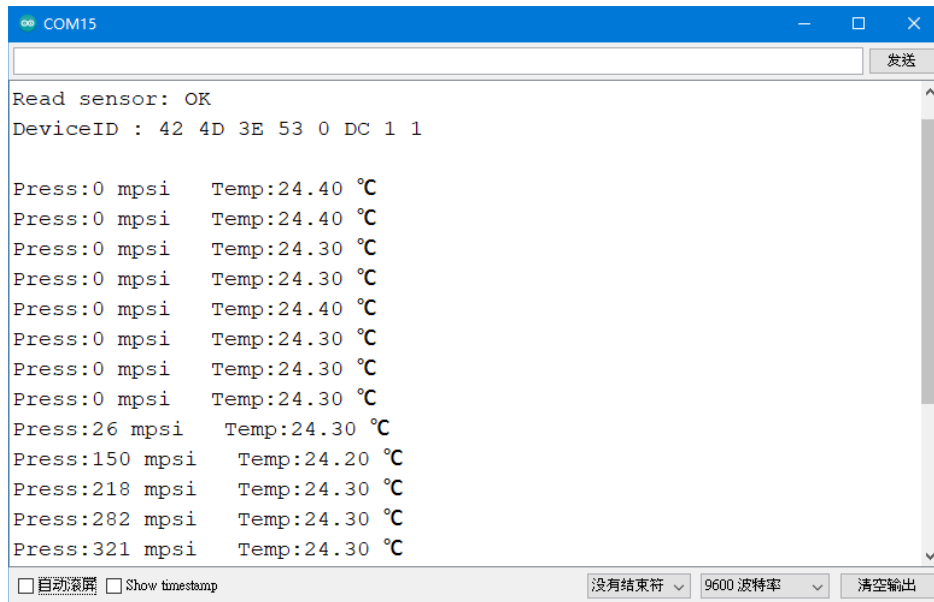 COM15
发送
Read sensor: OK
DeviceID : 42 4D 3E 53 0 DC 1 1
Press:0 mpsi   Temp:24.40 ℃
Press:0 mpsi   Temp:24.40 ℃
Press:0 mpsi   Temp:24.30 ℃
Press:0 mpsi   Temp:24.30 ℃
Press:0 mpsi   Temp:24.40 ℃
Press:0 mpsi   Temp:24.30 ℃
Press:0 mpsi   Temp:24.30 ℃
Press:0 mpsi   Temp:24.30 ℃
Press:26 mpsi   Temp:24.30 ℃
Press:150 mpsi   Temp:24.20 ℃
Press:218 mpsi   Temp:24.30 ℃
Press:282 mpsi   Temp:24.30 ℃
Press:321 mpsi   Temp:24.30 ℃
自动滚屏 Show timestamp 没有结束符 9600 波特率 清空输出